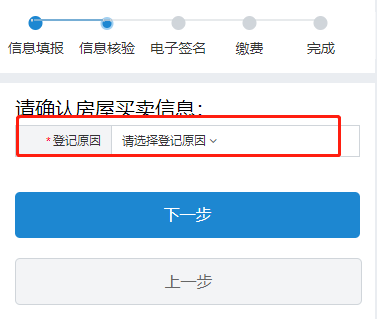 信息填报 信息核验 电子签名 缴费 完成
请确认房屋买卖信息：
*登记原因 请选择登记原因
下一步
上一步